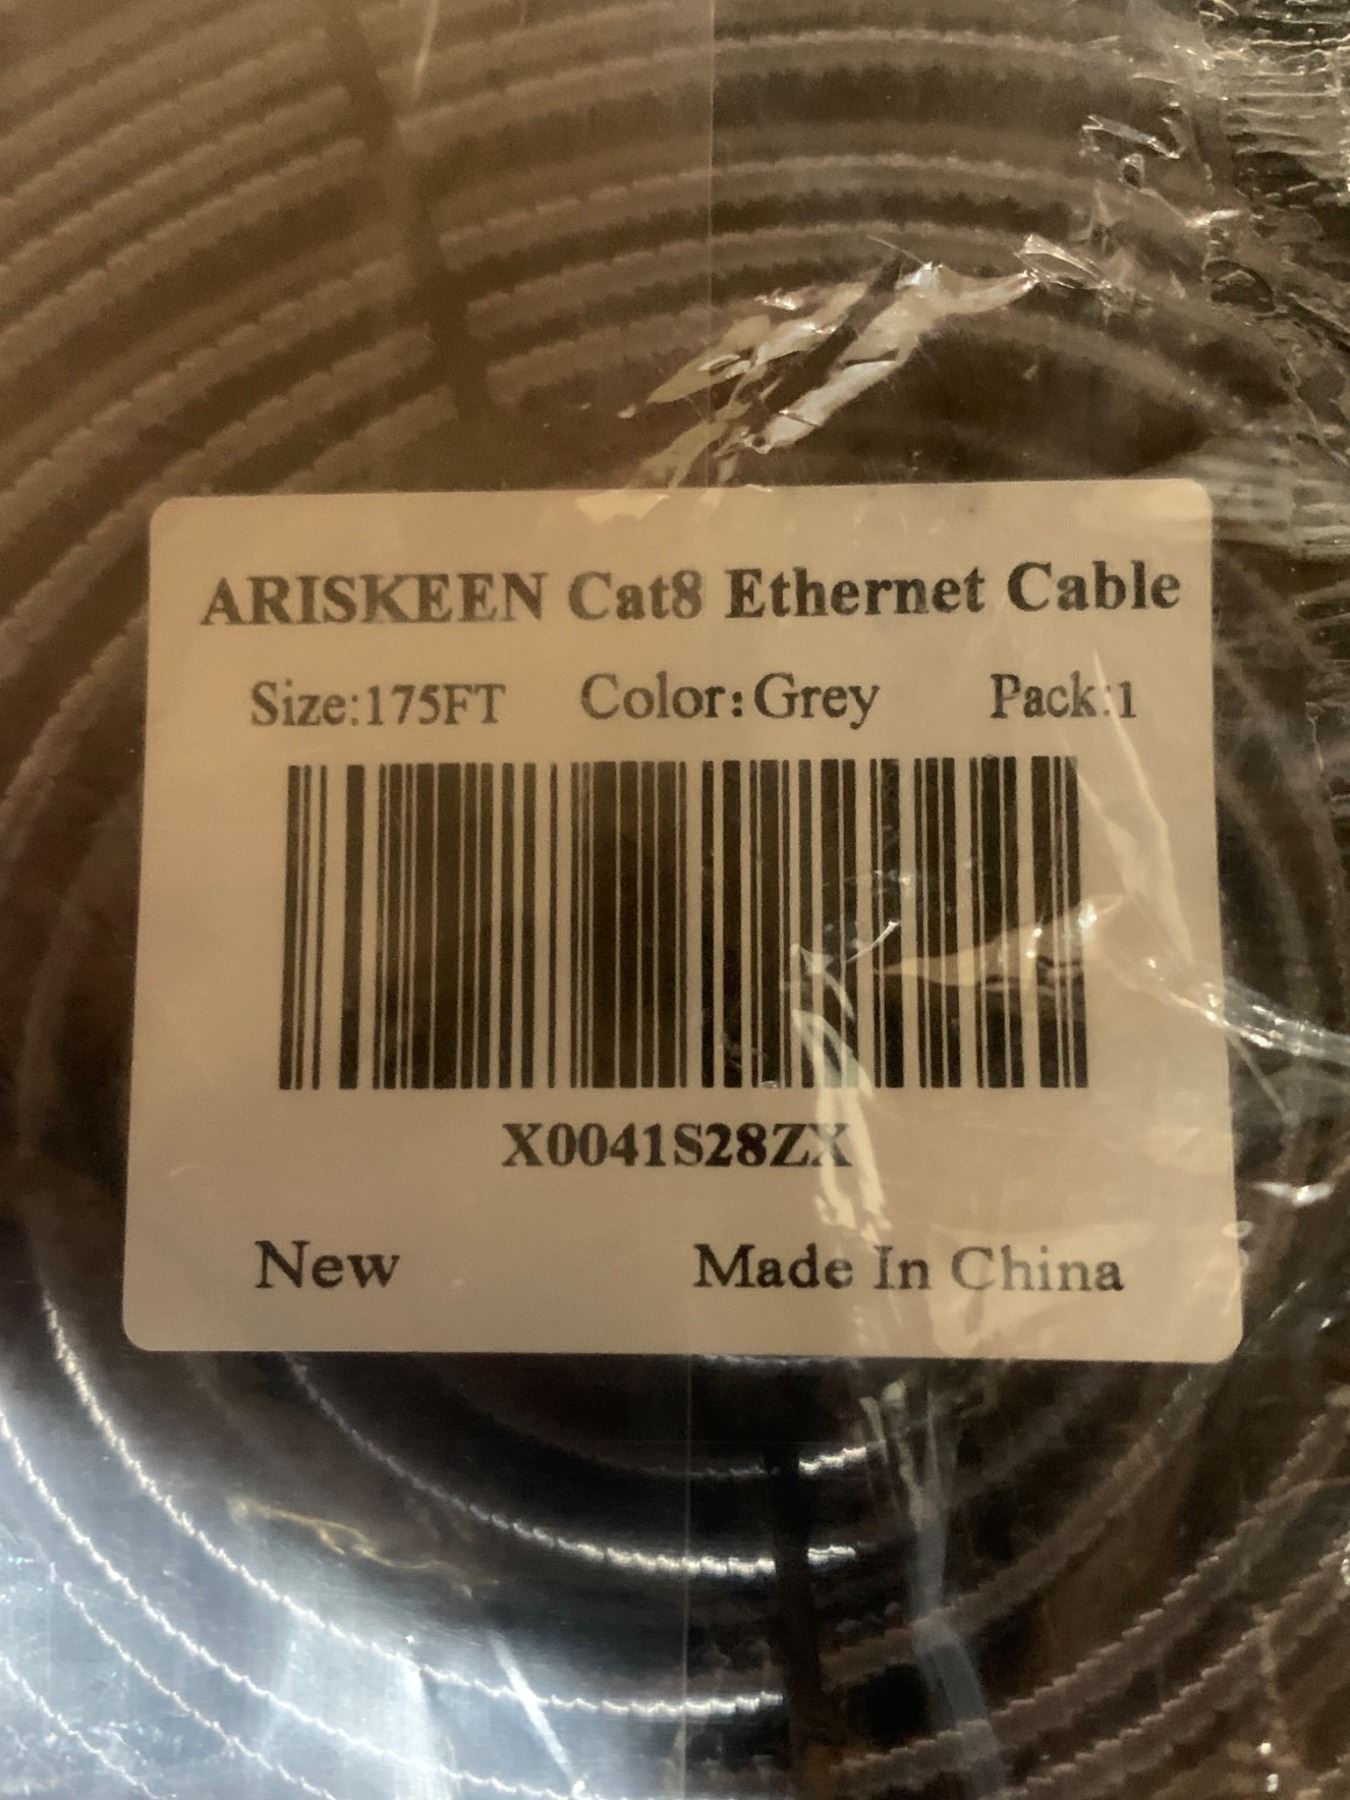 ARISKEEN Cat8 Ethernet Cable
Size:175FT Color:Grey Pack:1
X0041S28ZX
New Made In China